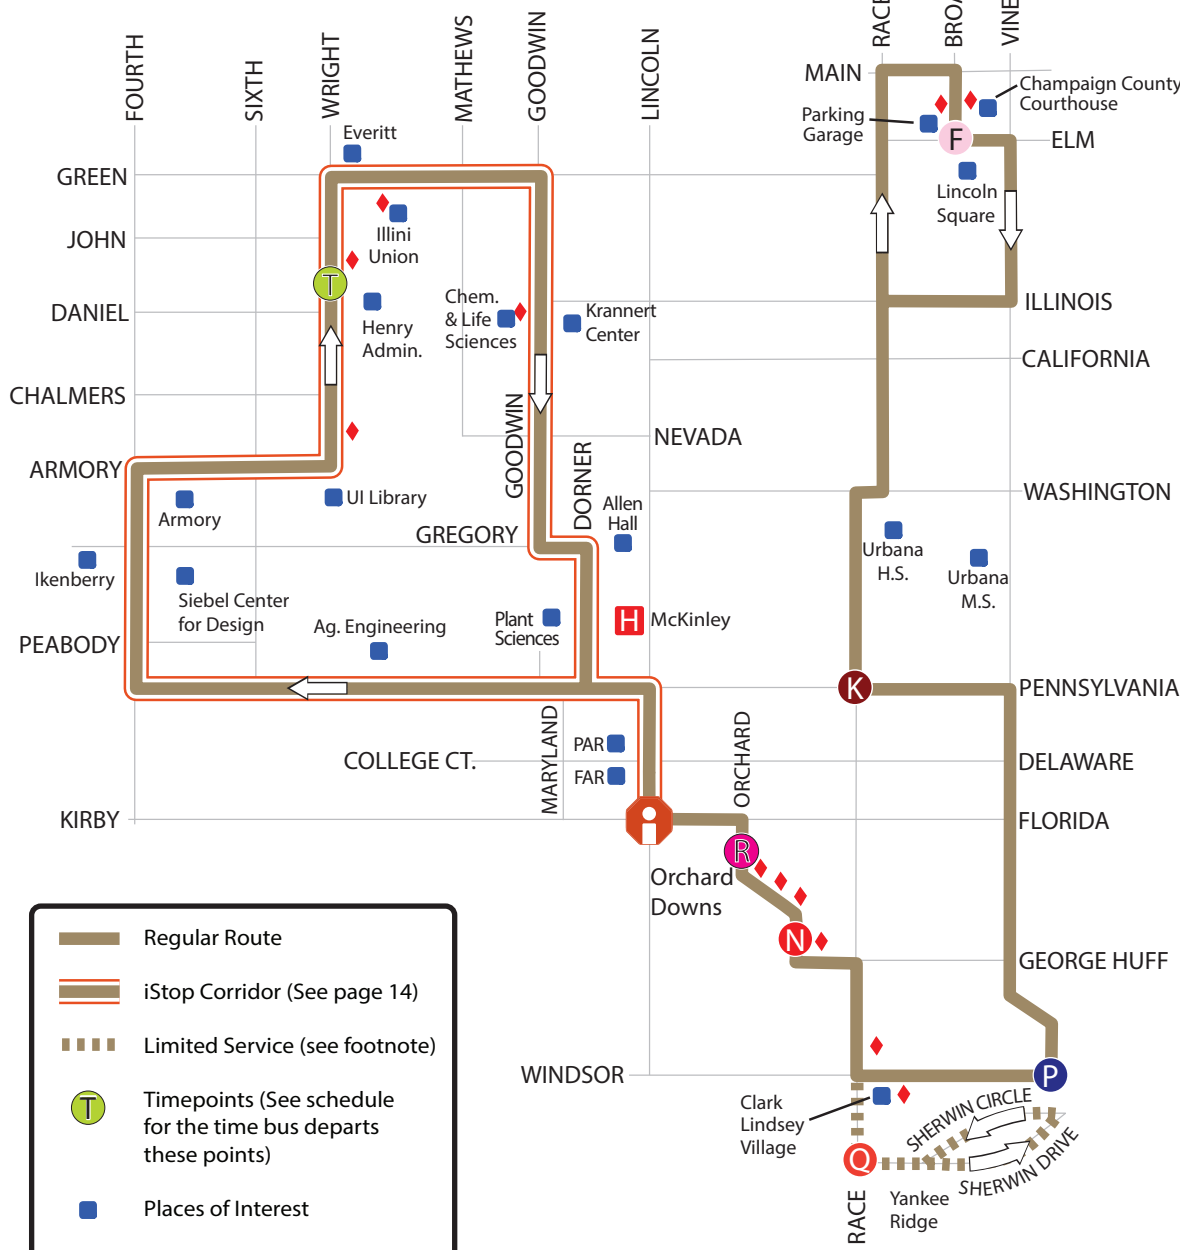 FOURTH
SIXTH
WRIGHT
MATHEWS
GOODWIN
LINCOLN
RACE
VINE
MAIN
Champaign County
Courthouse
Parking
Garage
F
ELM
Everitt
GREEN
Lincoln
Square
Illini
Union
JOHN
T
DANIEL
Henry
Admin.
Chem.
& Life
Sciences
Krannert
Center
ILLINOIS
CALIFORNIA
CHALMERS
GOODWIN
NEVADA
ARMORY
UI Library
Armory
DORNER
Allen
Hall
WASHINGTON
GREGORY
Urbana
H.S.
Urbana
M.S.
Ikenberry
Siebel Center
for Design
Ag. Engineering
Plant
Sciences
H
McKinley
PEABODY
K
PENNSYLVANIA
MARYLAND
PAR
FAR
ORCHARD
COLLEGE CT.
DELAWARE
KIRBY
i
FLORIDA
R
Orchard
Downs
N
GEORGE HUFF
WINDSOR
P
Clark
Lindsey
Village
SHERWIN CIRCLE
SHERWIN DRIVE
Q
Yankee
Ridge
RACE
Regular Route
iStop Corridor (See page 14)
Limited Service (see footnote)
T
Timepoints (See schedule
for the time bus departs
these points)
Places of Interest